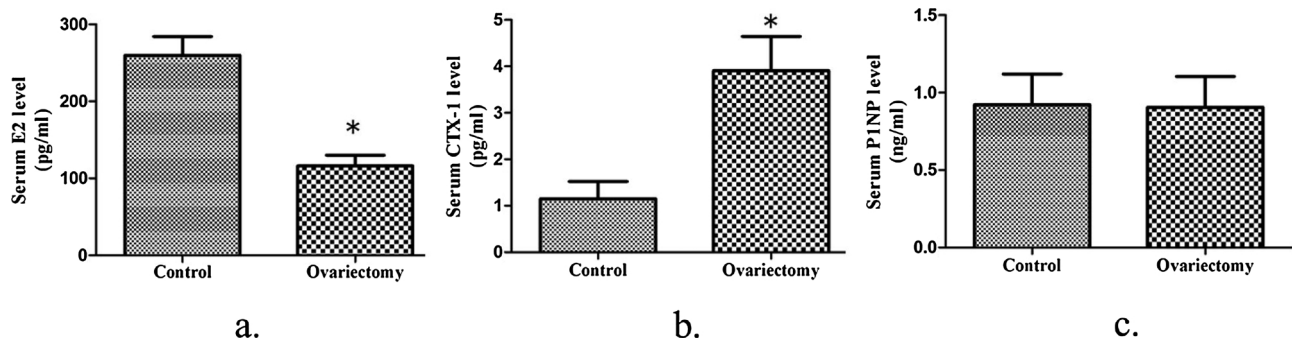 Serum E2 level
(pg/ml)
300
200
100
0
*
Control
Ovariectomy
a.
Serum CTX-1 level
(pg/ml)
5
4
3
2
1
0
*
Control
Ovariectomy
b.
Serum P1NP level
(ng/ml)
1.5
1.0
0.5
0.0
Control
Ovariectomy
c.